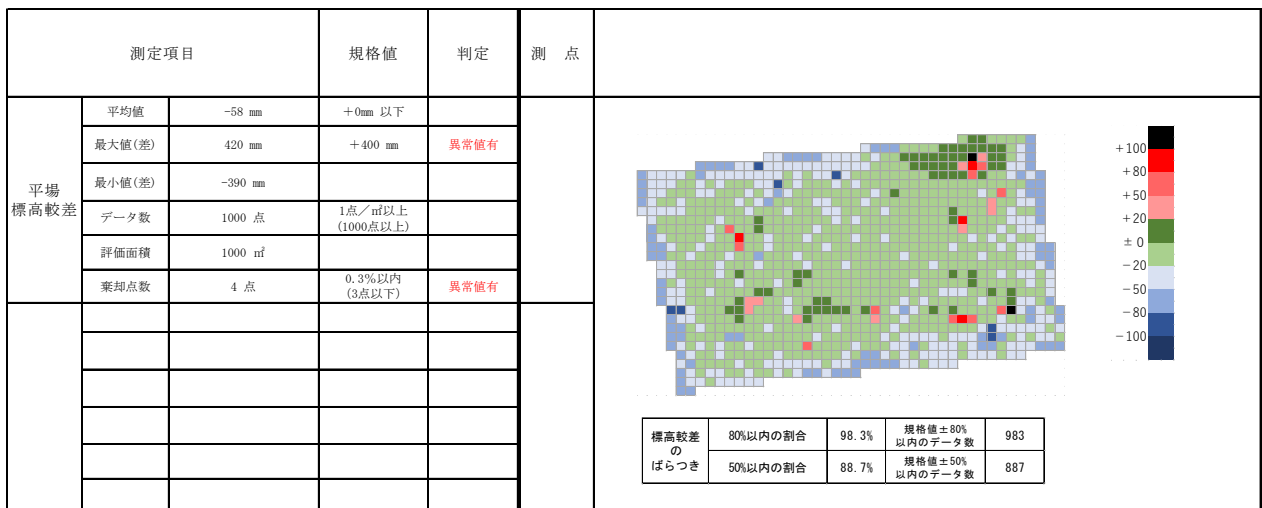 測定項目 規格値 判定 測 点
平場
標高較差
平均値 -58 mm +0mm 以下
最大値(差) 420 mm +400 mm 異常値有
最小値(差) -390 mm
データ数 1000 点 1点／㎡以上
(1000点以上)
評価面積 1000 ㎡
棄却点数 4 点 0.3%以内
(3点以下) 異常値有
+100
+80
+50
+20
±0
-20
-50
-80
-100
標高較差
の
ばらつき
80%以内の割合 98.3% 規格値±80%
以内のデータ数 983
50%以内の割合 88.7% 規格値±50%
以内のデータ数 887